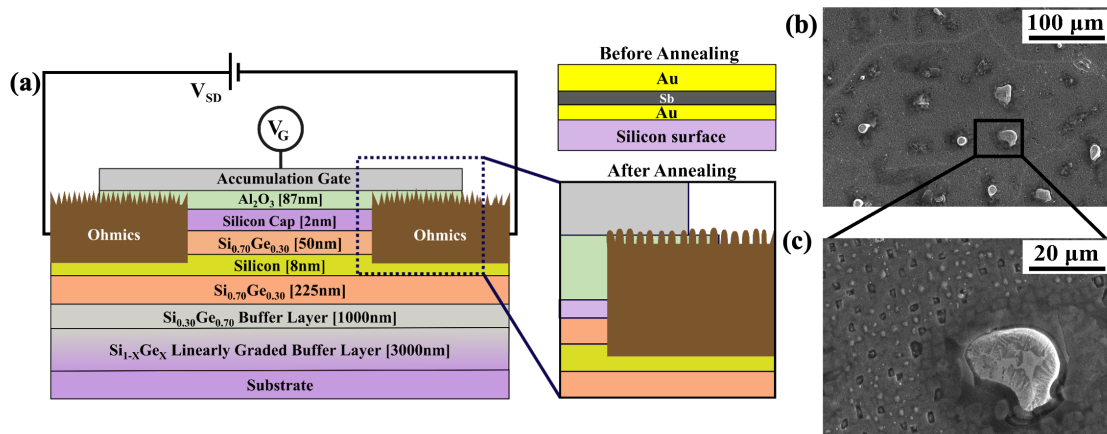 (a)
V_SD
V_G
Accumulation Gate
Al₂O₃ [87nm]
Silicon Cap [2nm]
Ohmics
Ohmics
Si₀.₇₀Ge₀.₃₀ [50nm]
Silicon [8nm]
Si₀.₇₀Ge₀.₃₀ [225nm]
Si₀.₃₀Ge₀.₇₀ Buffer Layer [1000nm]
Si₁₋ₓGeₓ Linearly Graded Buffer Layer [3000nm]
Substrate
Before Annealing
Au
Sb
Au
Silicon surface
After Annealing
(b)
100 µm
(c)
20 µm